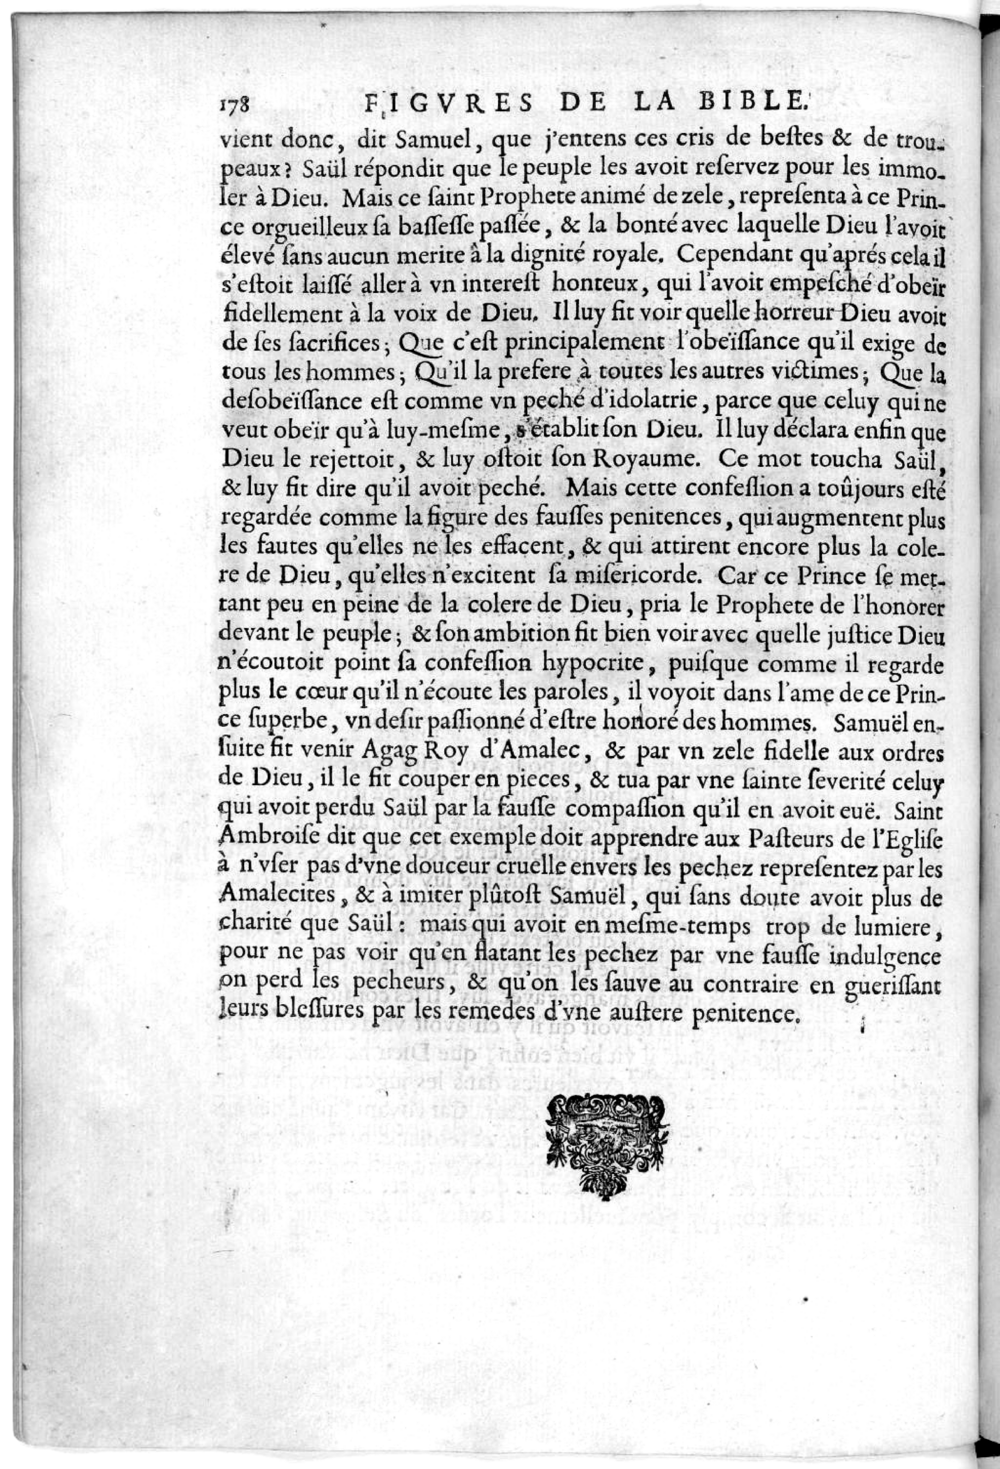 178 FIGVRES DE LA BIBLE.
vient donc, dit Samuel, que j'entens ces cris de beſtes & de trou-
peaux? Saül répondit que le peuple les avoit reſervez pour les immo-
ler à Dieu. Mais ce ſaint Prophete animé de zele, repreſenta à ce Prin-
ce orgueilleux ſa baſſeſſe paſſée, & la bonté avec laquelle Dieu l'avoit
élevé ſans aucun merite à la dignité royale. Cependant qu'aprés cela il
s'eſtoit laiſſé aller à vn intereſt honteux, qui l'avoit empeſché d'obeïr
fidellement à la voix de Dieu. Il luy fit voir quelle horreur Dieu avoit
de ſes ſacrifices; Que c'eſt principalement l'obeïſſance qu'il exige de
tous les hommes; Qu'il la prefere à toutes les autres victimes; Que la
deſobeïſſance eſt comme vn peché d'idolatrie, parce que celuy qui ne
veut obeïr qu'à luy-meſme, s'établit ſon Dieu. Il luy déclara enfin que
Dieu le rejettoit, & luy oſtoit ſon Royaume. Ce mot toucha Saül,
& luy fit dire qu'il avoit peché. Mais cette confeſſion a toûjours eſté
regardée comme la figure des fauſſes penitences, qui augmentent plus
les fautes qu'elles ne les effacent, & qui attirent encore plus la cole-
re de Dieu, qu'elles n'excitent ſa miſericorde. Car ce Prince ſe met-
tant peu en peine de la colere de Dieu, pria le Prophete de l'honorer
devant le peuple; & ſon ambition fit bien voir avec quelle juſtice Dieu
n'écoutoit point ſa confeſſion hypocrite, puiſque comme il regarde
plus le cœur qu'il n'écoute les paroles, il voyoit dans l'ame de ce Prin-
ce ſuperbe, vn deſir paſſionné d'eſtre honoré des hommes. Samuël en-
ſuite fit venir Agag Roy d'Amalec, & par vn zele fidelle aux ordres
de Dieu, il le fit couper en pieces, & tua par vne ſainte ſeverité celuy
qui avoit perdu Saül par la fauſſe compaſſion qu'il en avoit euë. Saint
Ambroiſe dit que cet exemple doit apprendre aux Paſteurs de l'Egliſe
à n'vſer pas d'vne douceur cruelle envers les pechez repreſentez par les
Amalecites, & à imiter plûtoſt Samuël, qui ſans doute avoit plus de
charité que Saül: mais qui avoit en meſme-temps trop de lumiere,
pour ne pas voir qu'en flatant les pechez par vne fauſſe indulgence
on perd les pecheurs, & qu'on les ſauve au contraire en gueriſſant
leurs bleſſures par les remedes d'vne auſtere penitence.